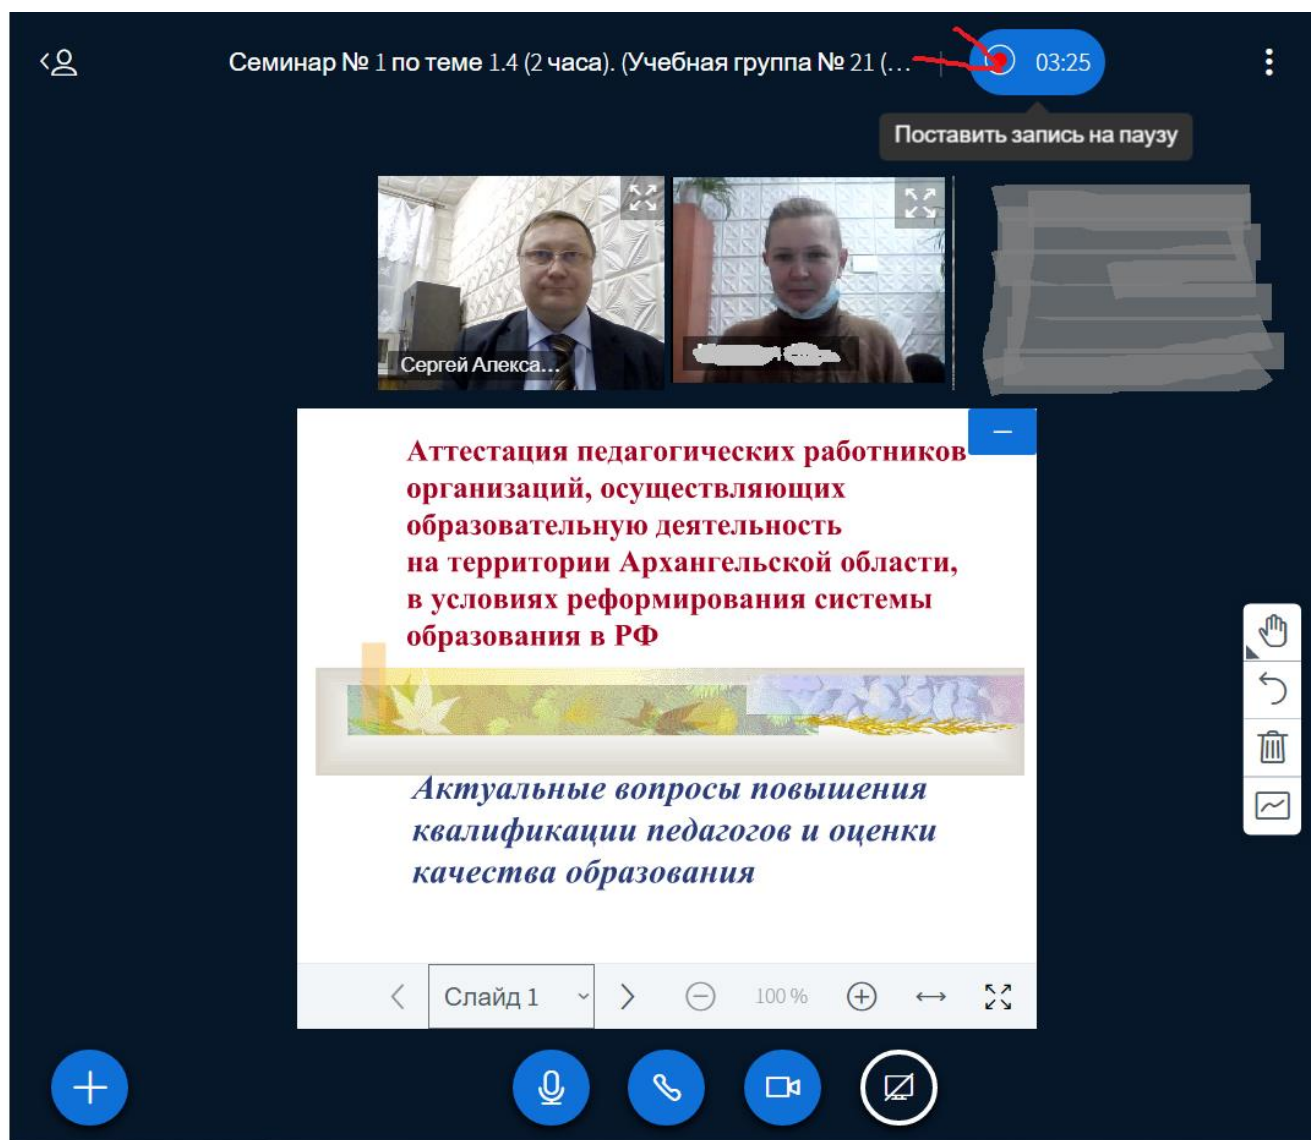 Семинар № 1 по теме 1.4 (2 часа). (Учебная группа № 21 (...
03:25
Поставить запись на паузу
Сергей Алекса...
Аттестация педагогических работников
организаций, осуществляющих
образовательную деятельность
на территории Архангельской области,
в условиях реформирования системы
образования в РФ
Актуальные вопросы повышения
квалификации педагогов и оценки
качества образования
Слайд 1
100 %